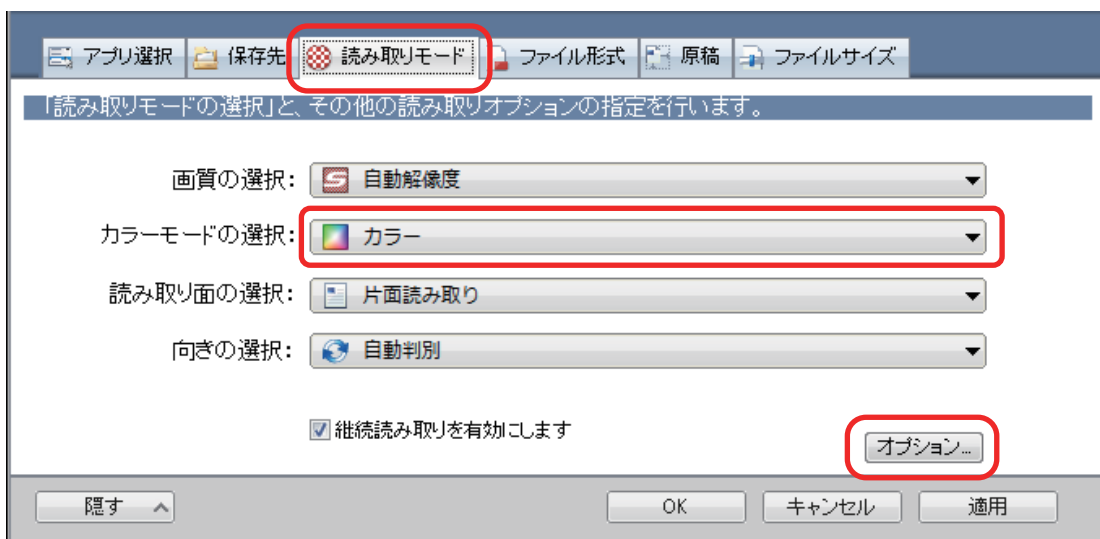 アプリ選択 保存先 読み取りモード ファイル形式 原稿 ファイルサイズ
「読み取りモードの選択」と、その他の読み取りオプションの指定を行います。
画質の選択: 自動解像度
カラーモードの選択: カラー
読み取り面の選択: 片面読み取り
向きの選択: 自動判別
継続読み取りを有効にします
オプション...
隠す OK キャンセル 適用